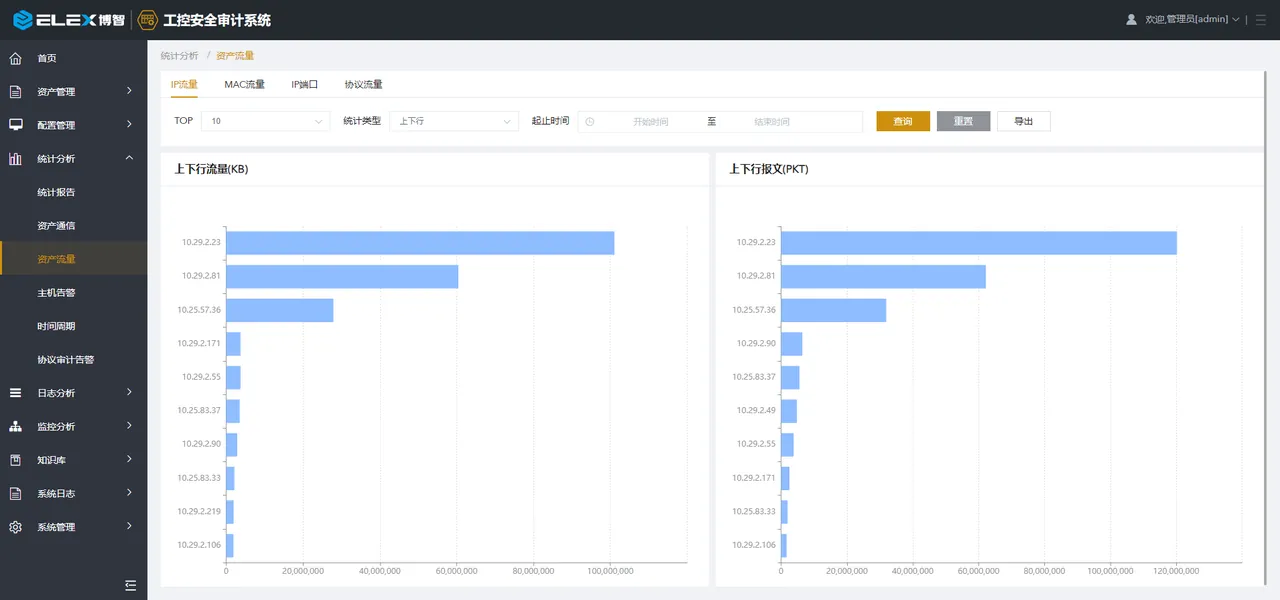 ELEX博智 工控安全审计系统
欢迎,管理员[admin]
首页
资产管理
配置管理
统计分析
统计报告
资产通信
资产流量
主机告警
时间周期
协议审计告警
日志分析
监控分析
知识库
系统日志
系统管理
统计分析 / 资产流量
IP流量 MAC流量 IP端口 协议流量
TOP 10 统计类型 上下行 起止时间 开始时间 至 结束时间 查询 重置 导出
上下行流量(KB)
10.29.2.23
10.29.2.81
10.25.57.36
10.29.2.171
10.29.2.55
10.25.83.37
10.29.2.90
10.25.83.33
10.29.2.219
10.29.2.106
0 20,000,000 40,000,000 60,000,000 80,000,000 100,000,000
上下行报文(PKT)
10.29.2.23
10.29.2.81
10.25.57.36
10.29.2.90
10.25.83.37
10.29.2.49
10.29.2.55
10.29.2.171
10.25.83.33
10.29.2.106
0 20,000,000 40,000,000 60,000,000 80,000,000 100,000,000 120,000,000